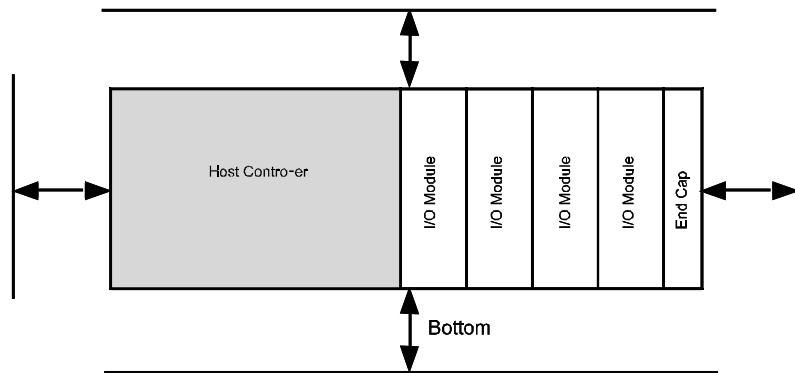 Host Contro-er
I/O Module
I/O Module
I/O Module
I/O Module
End Cap
Bottom